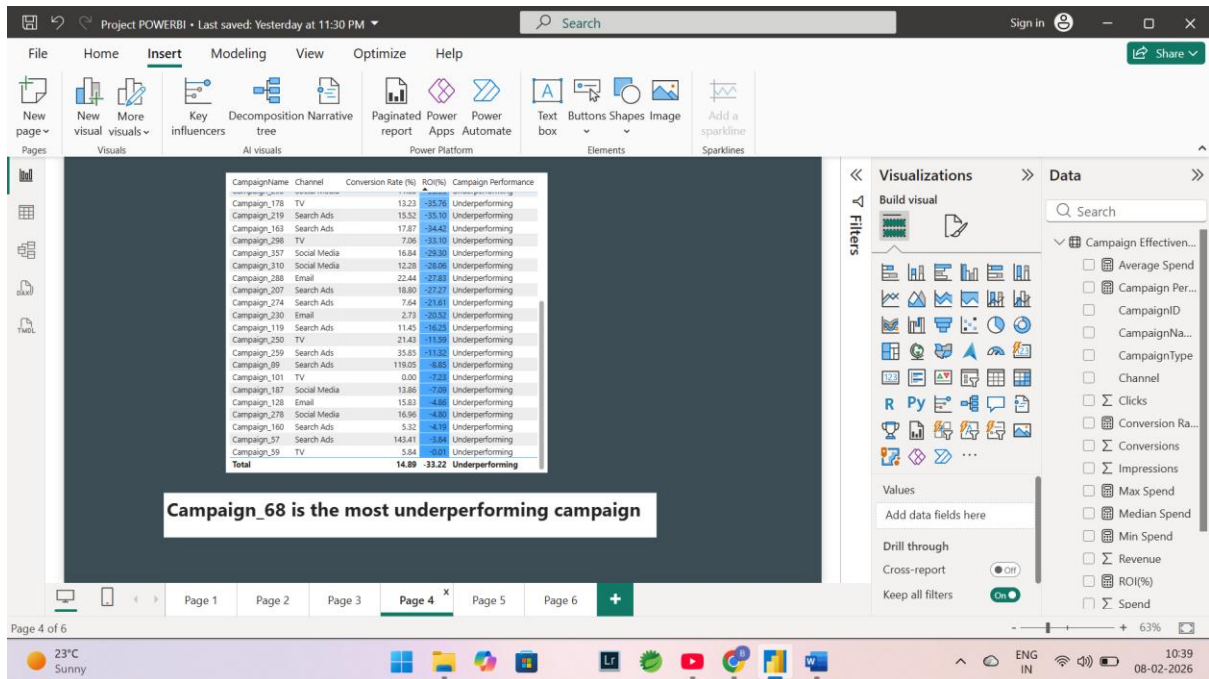 Project POWERBI • Last saved: Yesterday at 11:30 PM
Search
Sign in
File Home Insert Modeling View Optimize Help
Share
New page
New visual
More visuals
Key influencers
Decomposition tree
Narrative
Paginated report
Power Apps
Power Automate
Text box
Buttons
Shapes
Image
Add a sparkline
Pages Visuals AI visuals Power Platform Elements Sparklines
CampaignName Channel Conversion Rate (%) ROI(%) Campaign Performance
Campaign_178 TV 13.23 -35.76 Underperforming
Campaign_219 Search Ads 15.52 -35.10 Underperforming
Campaign_163 Search Ads 17.87 -34.42 Underperforming
Campaign_298 TV 7.06 -33.10 Underperforming
Campaign_357 Social Media 16.84 -29.30 Underperforming
Campaign_310 Social Media 12.28 -28.06 Underperforming
Campaign_288 Email 22.44 -27.83 Underperforming
Campaign_207 Search Ads 18.80 -27.27 Underperforming
Campaign_274 Search Ads 7.64 -21.61 Underperforming
Campaign_230 Email 2.73 -20.52 Underperforming
Campaign_119 Search Ads 11.45 -16.25 Underperforming
Campaign_250 TV 21.43 -11.59 Underperforming
Campaign_259 Search Ads 35.85 -11.32 Underperforming
Campaign_89 Search Ads 119.05 -8.85 Underperforming
Campaign_101 TV 0.00 -7.23 Underperforming
Campaign_187 Social Media 13.86 -7.09 Underperforming
Campaign_128 Email 15.83 -4.86 Underperforming
Campaign_278 Social Media 16.96 -4.80 Underperforming
Campaign_160 Search Ads 5.32 -4.19 Underperforming
Campaign_57 Search Ads 143.41 -3.84 Underperforming
Campaign_59 TV 5.84 -0.01 Underperforming
Total 14.89 -33.22 Underperforming
Campaign_68 is the most underperforming campaign
Filters
Visualizations
Build visual
123
R Py
Values
Add data fields here
Drill through
Cross-report Off
Keep all filters On
Data
Search
Campaign Effectiven...
Average Spend
Campaign Per...
CampaignID
CampaignNa...
CampaignType
Channel
Clicks
Conversion Ra...
Conversions
Impressions
Max Spend
Median Spend
Min Spend
Revenue
ROI(%)
Spend
Page 1 Page 2 Page 3 Page 4 Page 5 Page 6
Page 4 of 6
63%
23°C
Sunny
ENG
IN
10:39
08-02-2026